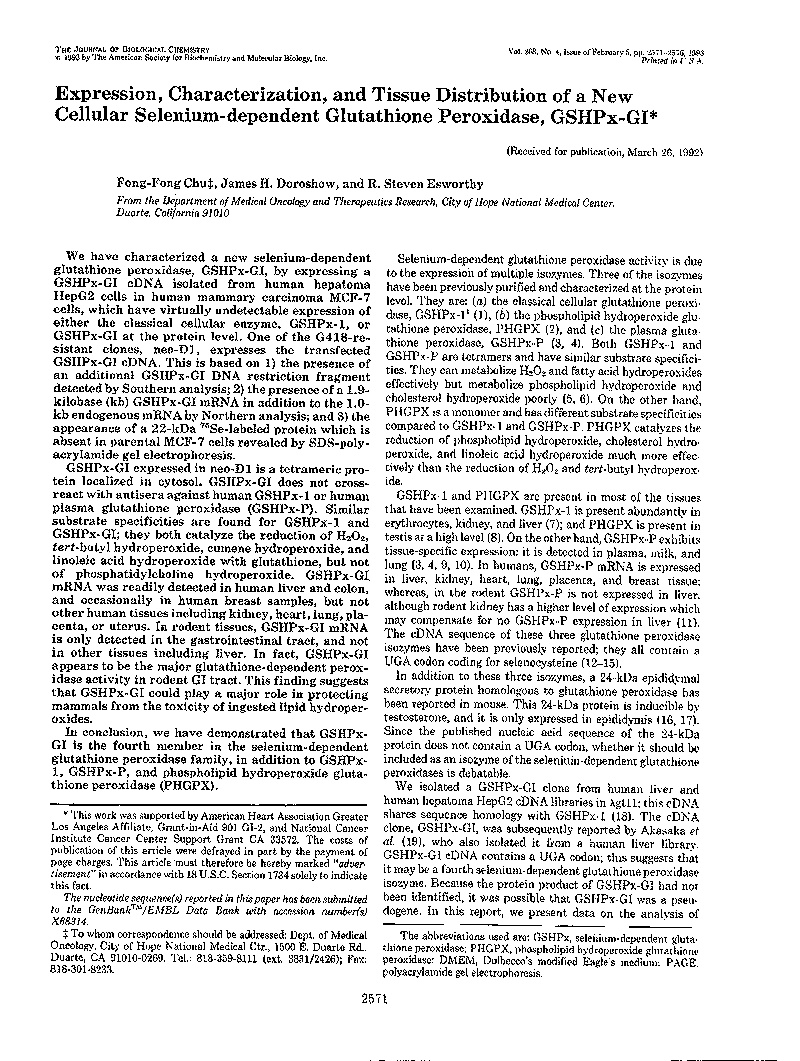 THE JOURNAL OF BIOLOGICAL CHEMISTRY
© 1993 by The American Society for Biochemistry and Molecular Biology, Inc.
Vol. 268, No. 4, Issue of February 5, pp. 2571-2576, 1993
Printed in U.S.A.
Expression, Characterization, and Tissue Distribution of a New
Cellular Selenium-dependent Glutathione Peroxidase, GSHPx-GI*
(Received for publication, March 26, 1992)
Fong-Fong Chu‡, James H. Doroshow, and R. Steven Esworthy
From the Department of Medical Oncology and Therapeutics Research, City of Hope National Medical Center,
Duarte, California 91010
We have characterized a new selenium-dependent
glutathione peroxidase, GSHPx-GI, by expressing a
GSHPx-GI cDNA isolated from human hepatoma
HepG2 cells in human mammary carcinoma MCF-7
cells, which have virtually undetectable expression of
either the classical cellular enzyme, GSHPx-1, or
GSHPx-GI at the protein level. One of the G418-re-
sistant clones, neo-D1, expresses the transfected
GSHPx-GI cDNA. This is based on 1) the presence of
an additional GSHPx-GI DNA restriction fragment
detected by Southern analysis; 2) the presence of a 1.9-
kilobase (kb) GSHPx-GI mRNA in addition to the 1.0-
kb endogenous mRNA by Northern analysis; and 3) the
appearance of a 22-kDa ⁷⁵Se-labeled protein which is
absent in parental MCF-7 cells revealed by SDS-poly-
acrylamide gel electrophoresis.
GSHPx-GI expressed in neo-D1 is a tetrameric pro-
tein localized in cytosol. GSHPx-GI does not cross-
react with antisera against human GSHPx-1 or human
plasma glutathione peroxidase (GSHPx-P). Similar
substrate specificities are found for GSHPx-1 and
GSHPx-GI; they both catalyze the reduction of H₂O₂,
tert-butyl hydroperoxide, cumene hydroperoxide, and
linoleic acid hydroperoxide with glutathione, but not
of phosphatidylcholine hydroperoxide. GSHPx-GI
mRNA was readily detected in human liver and colon,
and occasionally in human breast samples, but not
other human tissues including kidney, heart, lung, pla-
centa, or uterus. In rodent tissues, GSHPx-GI mRNA
is only detected in the gastrointestinal tract, and not
in other tissues including liver. In fact, GSHPx-GI
appears to be the major glutathione-dependent perox-
idase activity in rodent GI tract. This finding suggests
that GSHPx-GI could play a major role in protecting
mammals from the toxicity of ingested lipid hydroper-
oxides.
In conclusion, we have demonstrated that GSHPx-
GI is the fourth member in the selenium-dependent
glutathione peroxidase family, in addition to GSHPx-
1, GSHPx-P, and phospholipid hydroperoxide gluta-
thione peroxidase (PHGPX).
* This work was supported by American Heart Association Greater
Los Angeles Affiliate, Grant-in-Aid 901 GI-2, and National Cancer
Institute Cancer Center Support Grant CA 33572. The costs of
publication of this article were defrayed in part by the payment of
page charges. This article must therefore be hereby marked "adver-
tisement" in accordance with 18 U.S.C. Section 1734 solely to indicate
this fact.
The nucleotide sequence(s) reported in this paper has been submitted
to the GenBank™/EMBL Data Bank with accession number(s)
X68314.
‡ To whom correspondence should be addressed: Dept. of Medical
Oncology, City of Hope National Medical Ctr., 1500 E. Duarte Rd.,
Duarte, CA 91010-0269. Tel.: 818-359-8111 (ext. 3831/2426); Fax:
818-301-8233.
Selenium-dependent glutathione peroxidase activity is due
to the expression of multiple isozymes. Three of the isozymes
have been previously purified and characterized at the protein
level. They are: (a) the classical cellular glutathione peroxi-
dase, GSHPx-1¹ (1), (b) the phospholipid hydroperoxide glu-
tathione peroxidase, PHGPX (2), and (c) the plasma gluta-
thione peroxidase, GSHPx-P (3, 4). Both GSHPx-1 and
GSHPx-P are tetramers and have similar substrate specifici-
ties. They can metabolize H₂O₂ and fatty acid hydroperoxides
effectively but metabolize phospholipid hydroperoxide and
cholesterol hydroperoxide poorly (5, 6). On the other hand,
PHGPX is a monomer and has different substrate specificities
compared to GSHPx-1 and GSHPx-P. PHGPX catalyzes the
reduction of phospholipid hydroperoxide, cholesterol hydro-
peroxide, and linoleic acid hydroperoxide much more effec-
tively than the reduction of H₂O₂ and tert-butyl hydroperox-
ide.
GSHPx-1 and PHGPX are present in most of the tissues
that have been examined. GSHPx-1 is present abundantly in
erythrocytes, kidney, and liver (7); and PHGPX is present in
testis at a high level (8). On the other hand, GSHPx-P exhibits
tissue-specific expression: it is detected in plasma, milk, and
lung (3, 4, 9, 10). In humans, GSHPx-P mRNA is expressed
in liver, kidney, heart, lung, placenta, and breast tissue;
whereas, in the rodent GSHPx-P is not expressed in liver,
although rodent kidney has a higher level of expression which
may compensate for no GSHPx-P expression in liver (11).
The cDNA sequence of these three glutathione peroxidase
isozymes have been previously reported; they all contain a
UGA codon coding for selenocysteine (12–15).
In addition to these three isozymes, a 24-kDa epididymal
secretory protein homologous to glutathione peroxidase has
been reported in mouse. This 24-kDa protein is inducible by
testosterone, and it is only expressed in epididymis (16, 17).
Since the published nucleic acid sequence of the 24-kDa
protein does not contain a UGA codon, whether it should be
included as an isozyme of the selenium-dependent glutathione
peroxidases is debatable.
We isolated a GSHPx-GI clone from human liver and
human hepatoma HepG2 cDNA libraries in λgt11; this cDNA
shares sequence homology with GSHPx-1 (18). The cDNA
clone, GSHPx-GI, was subsequently reported by Akasaka et
al. (19), who also isolated it from a human liver library.
GSHPx-GI cDNA contains a UGA codon; thus suggests that
it may be a fourth selenium-dependent glutathione peroxidase
isozyme. Because the protein product of GSHPx-GI had not
been identified, it was possible that GSHPx-GI was a pseu-
dogene. In this report, we present data on the analysis of
The abbreviations used are: GSHPx, selenium-dependent gluta-
thione peroxidase; PHGPX, phospholipid hydroperoxide glutathione
peroxidase; DMEM, Dulbecco's modified Eagle's medium; PAGE,
polyacrylamide gel electrophoresis.
2571